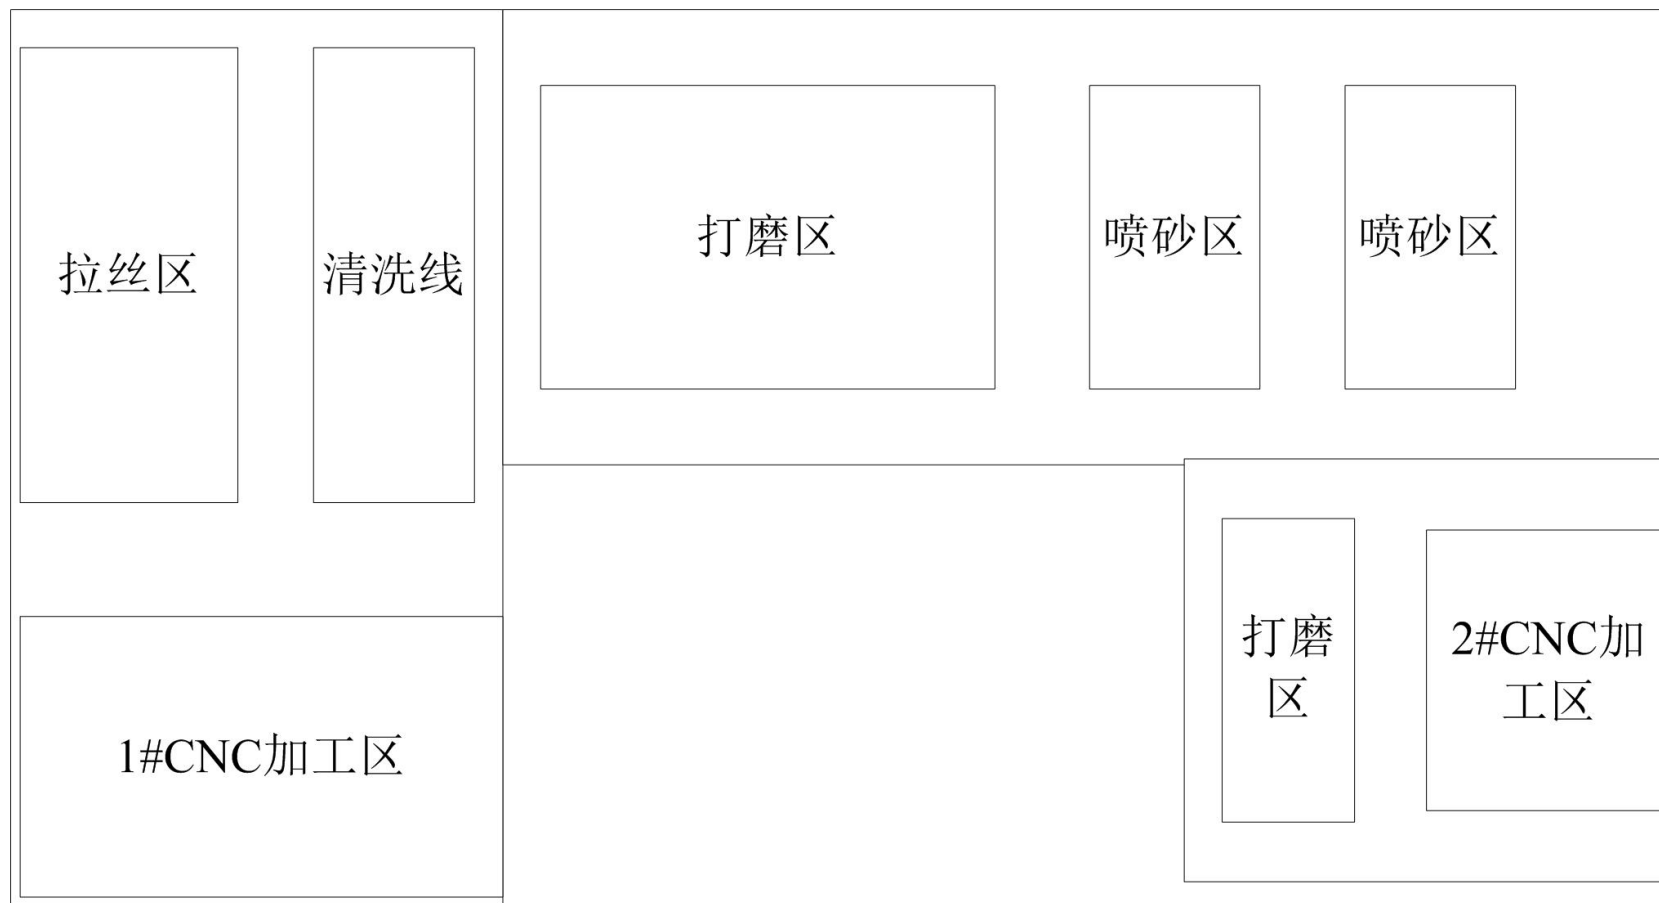 拉丝区
清洗线
打磨区
喷砂区
喷砂区
1#CNC加工区
打磨
区
2#CNC加
工区